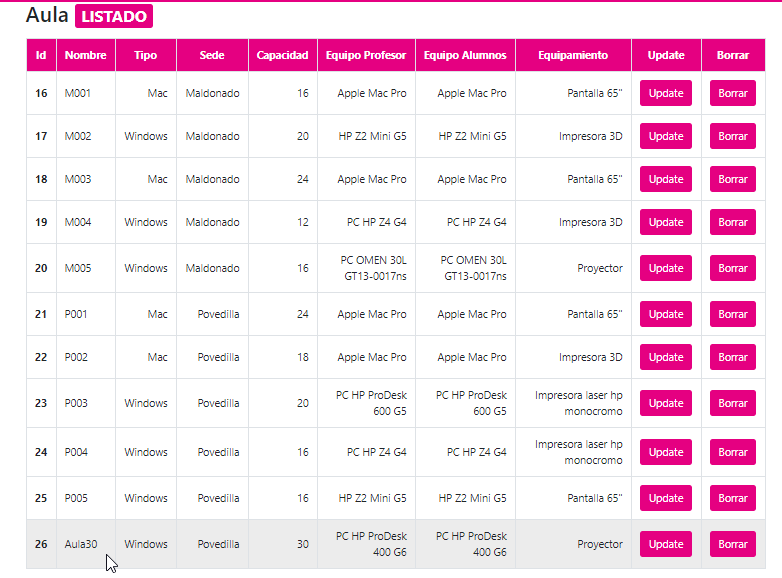 Aula LISTADO
Id Nombre Tipo Sede Capacidad Equipo Profesor Equipo Alumnos Equipamiento Update Borrar
16 M001 Mac Maldonado 16 Apple Mac Pro Apple Mac Pro Pantalla 65" Update Borrar
17 M002 Windows Maldonado 20 HP Z2 Mini G5 HP Z2 Mini G5 Impresora 3D Update Borrar
18 M003 Mac Maldonado 24 Apple Mac Pro Apple Mac Pro Pantalla 65" Update Borrar
19 M004 Windows Maldonado 12 PC HP Z4 G4 PC HP Z4 G4 Impresora 3D Update Borrar
20 M005 Windows Maldonado 16 PC OMEN 30L GT13-0017ns PC OMEN 30L GT13-0017ns Proyector Update Borrar
21 P001 Mac Povedilla 24 Apple Mac Pro Apple Mac Pro Pantalla 65" Update Borrar
22 P002 Mac Povedilla 18 Apple Mac Pro Apple Mac Pro Impresora 3D Update Borrar
23 P003 Windows Povedilla 20 PC HP ProDesk 600 G5 PC HP ProDesk 600 G5 Impresora laser hp monocromo Update Borrar
24 P004 Windows Povedilla 16 PC HP Z4 G4 PC HP Z4 G4 Impresora laser hp monocromo Update Borrar
25 P005 Windows Povedilla 16 HP Z2 Mini G5 HP Z2 Mini G5 Pantalla 65" Update Borrar
26 Aula30 Windows Povedilla 30 PC HP ProDesk 400 G6 PC HP ProDesk 400 G6 Proyector Update Borrar